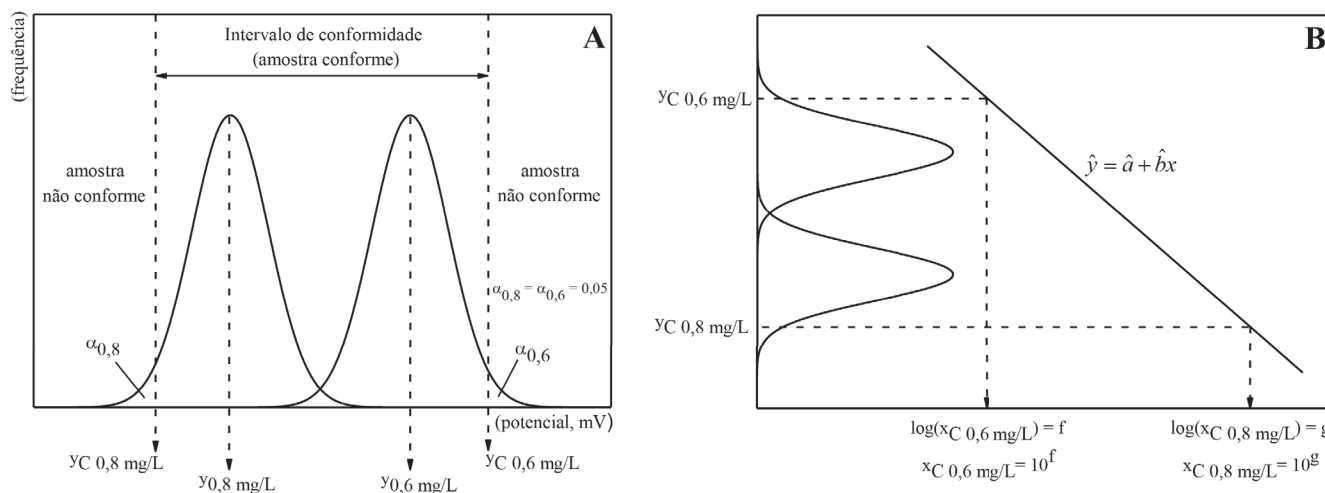 A
(frequência)
Intervalo de conformidade
(amostra conforme)
amostra
não conforme
amostra
não conforme
α0,8 = α0,6 = 0,05
α0,8
α0,6
(potencial, mV)
yC 0,8 mg/L
y0,8 mg/L
y0,6 mg/L
yC 0,6 mg/L
B
yC 0,6 mg/L
ŷ = â + b̂x
yC 0,8 mg/L
log(xC 0,6 mg/L) = f
xC 0,6 mg/L = 10^f
log(xC 0,8 mg/L) = g
xC 0,8 mg/L = 10^g